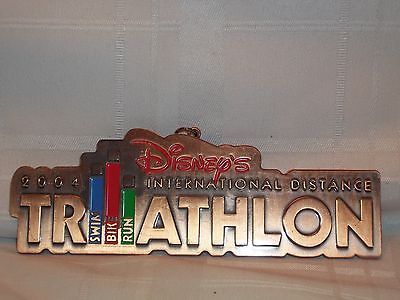 DISNEY'S
2004 INTERNATIONAL DISTANCE
TRIATHLON
SWIM
BIKE
RUN